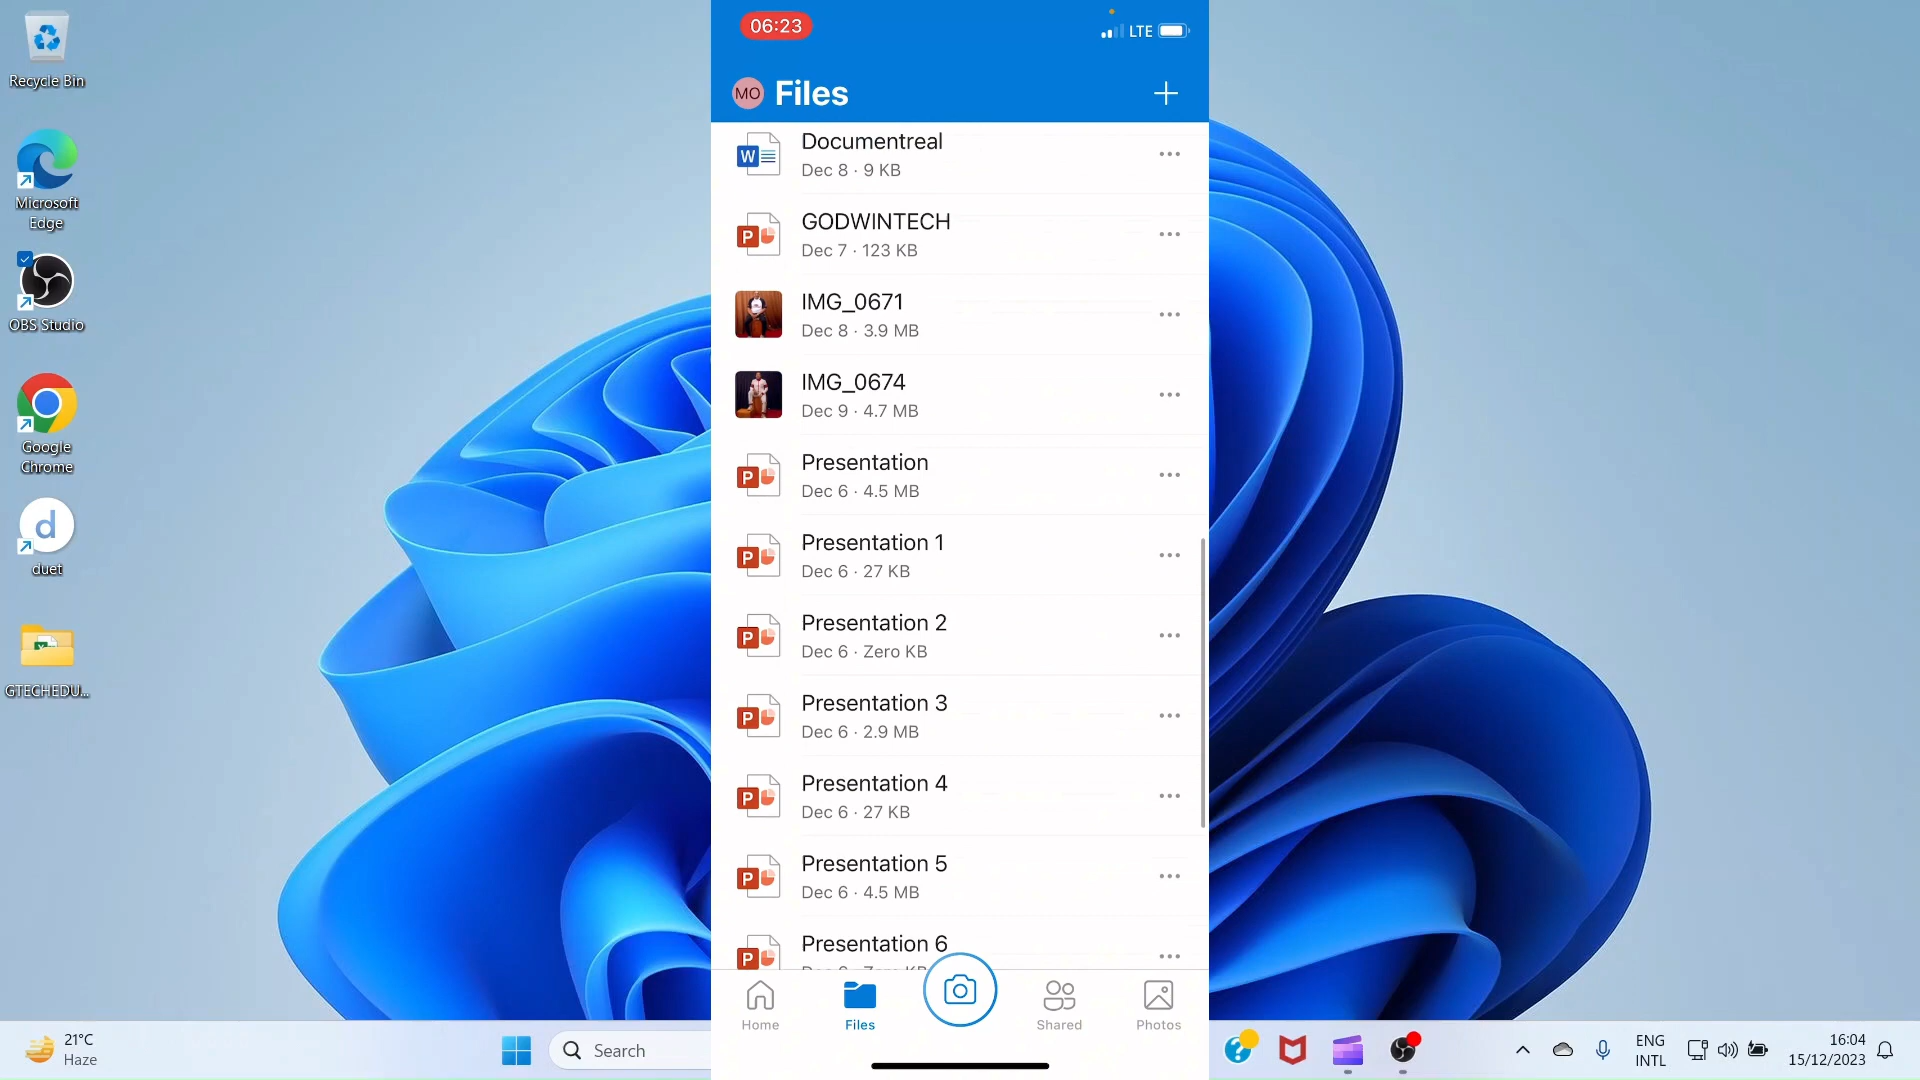 Recycle Bin
Microsoft
Edge
OBS Studio
Google
Chrome
d
duet
GTECHEDU...
06:23
LTE
MO Files
Documentreal
Dec 8 · 9 KB
GODWINTECH
Dec 7 · 123 KB
IMG_0671
Dec 8 · 3.9 MB
IMG_0674
Dec 9 · 4.7 MB
Presentation
Dec 6 · 4.5 MB
Presentation 1
Dec 6 · 27 KB
Presentation 2
Dec 6 · Zero KB
Presentation 3
Dec 6 · 2.9 MB
Presentation 4
Dec 6 · 27 KB
Presentation 5
Dec 6 · 4.5 MB
Presentation 6
Home
Files
Shared
Photos
21°C
Haze
Search
ENG
INTL
16:04
15/12/2023